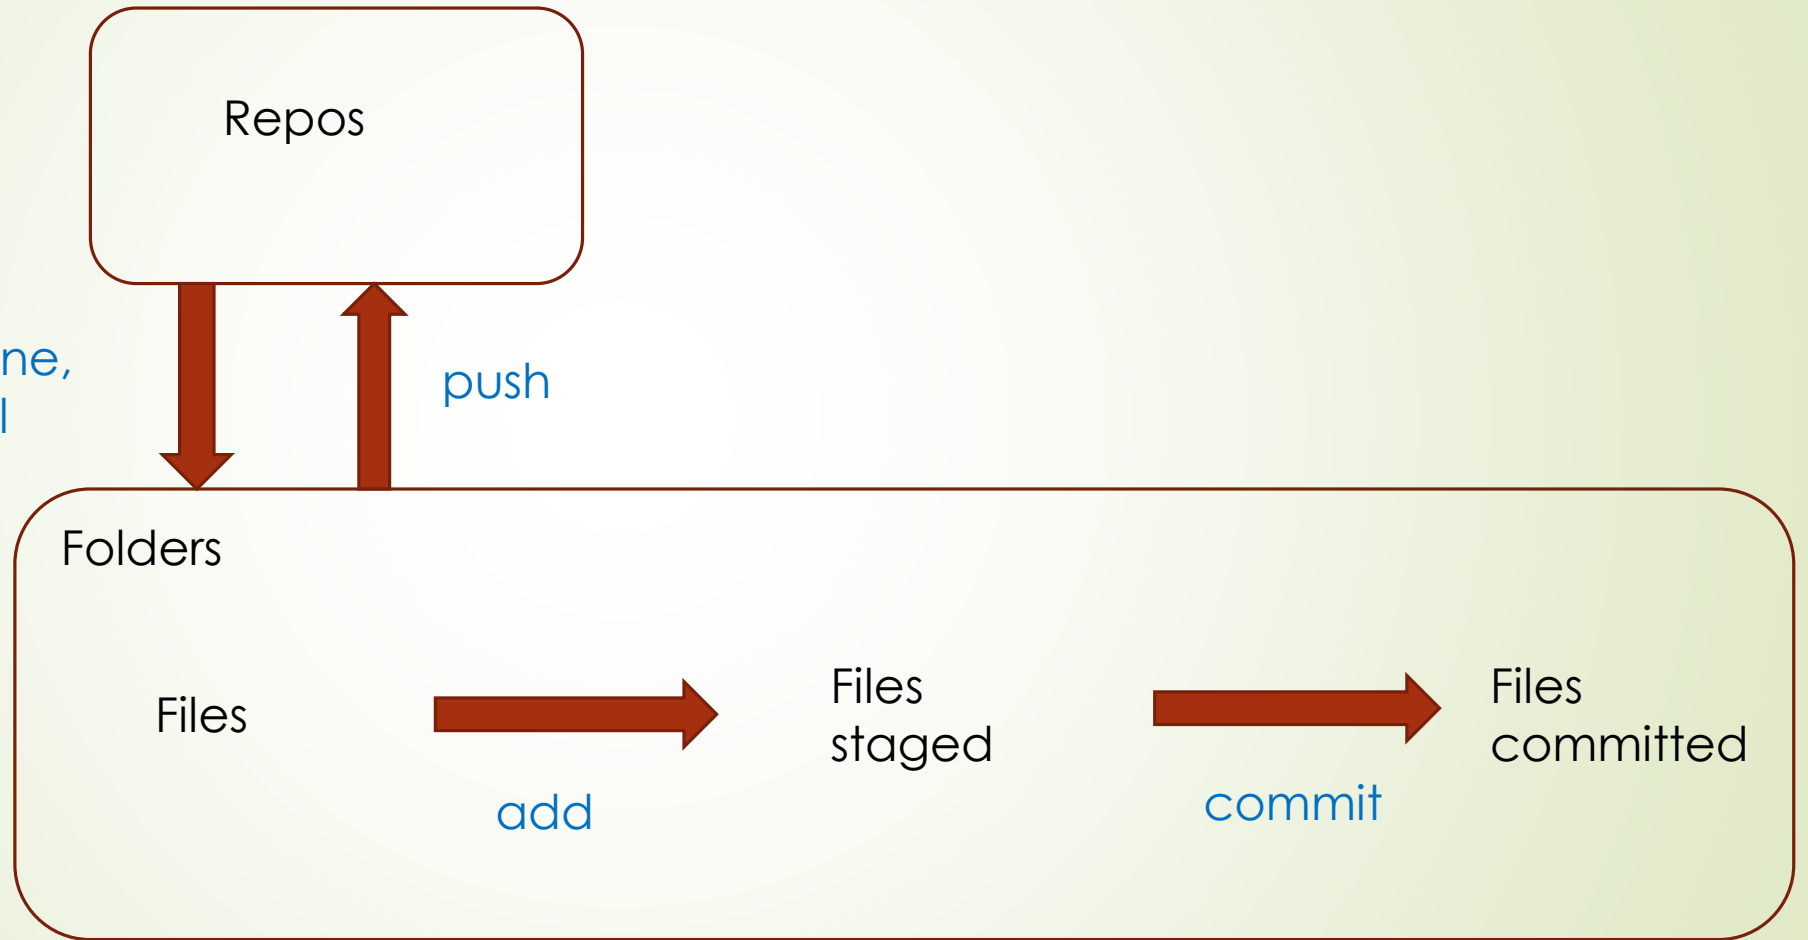 Repos
ne,
l
push
Folders
Files
Files
staged
Files
committed
add
commit